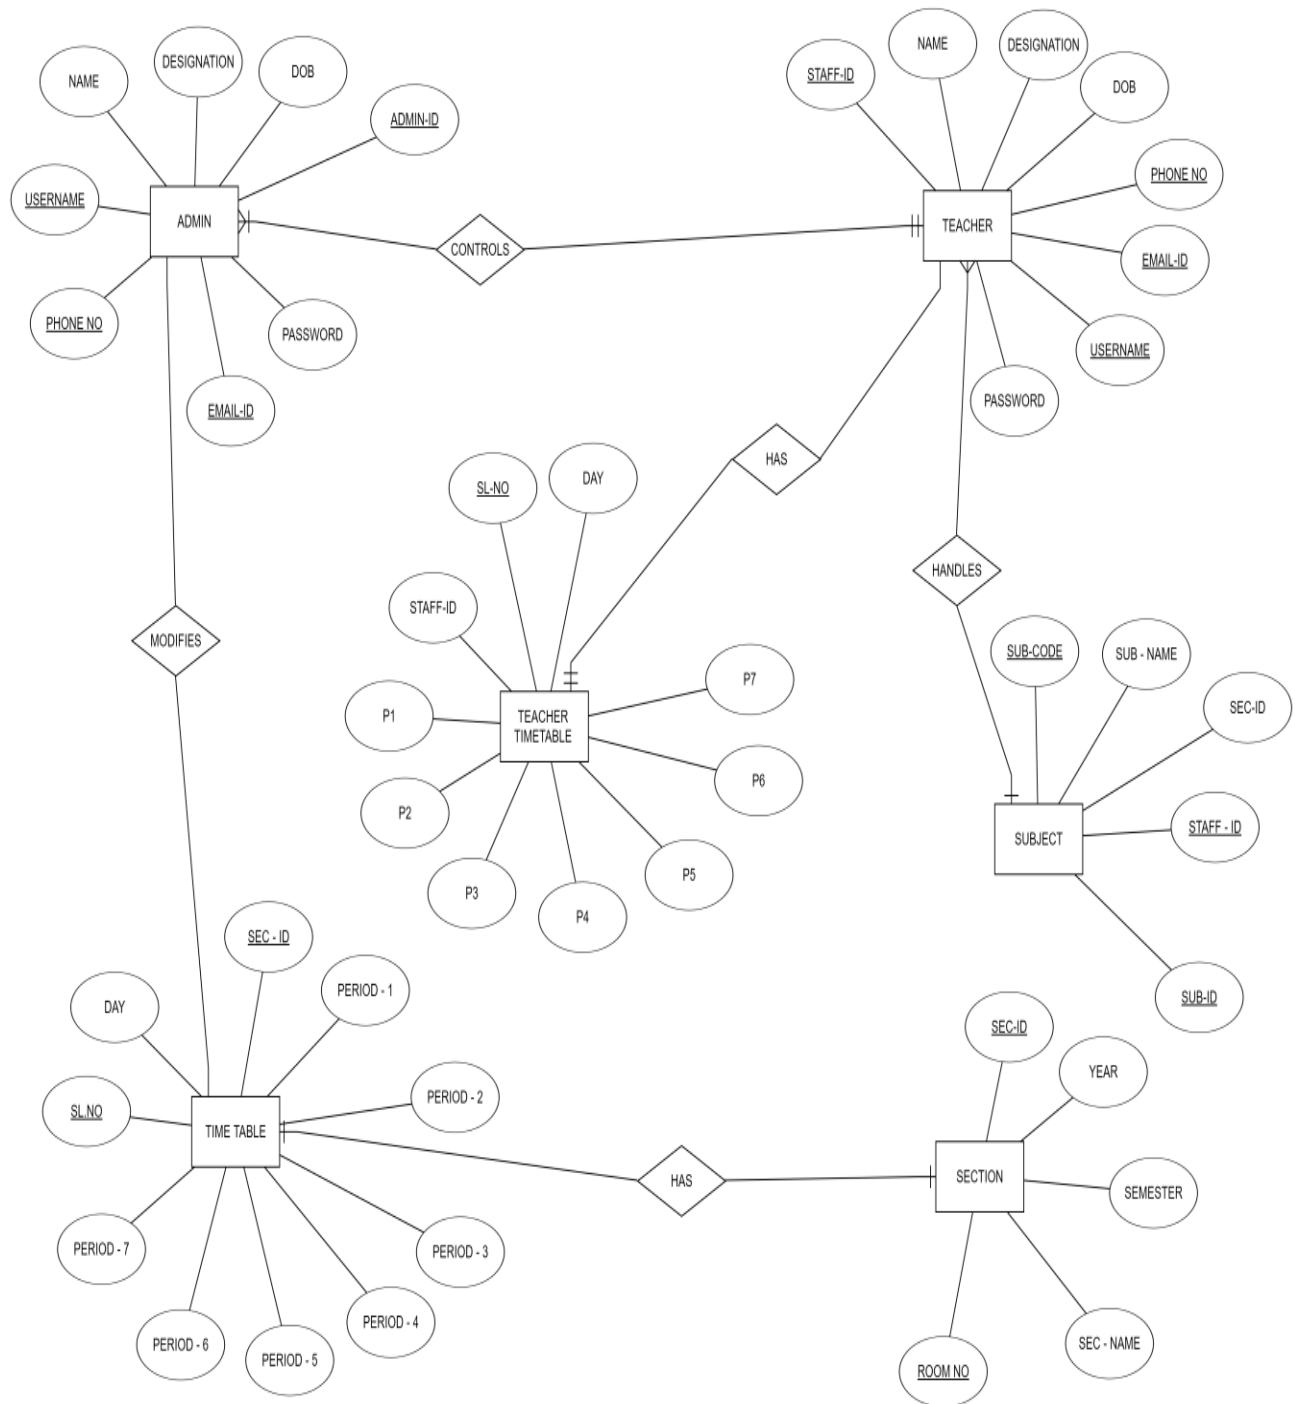 NAME
DESIGNATION
DOB
ADMIN-ID
USERNAME
ADMIN
PHONE NO
EMAIL-ID
PASSWORD
CONTROLS
STAFF-ID
NAME
DESIGNATION
DOB
PHONE NO
EMAIL-ID
USERNAME
PASSWORD
TEACHER
HAS
HANDLES
MODIFIES
SL-NO
DAY
STAFF-ID
P1
P2
P3
P4
P5
P6
P7
TEACHER
TIMETABLE
SUB-CODE
SUB - NAME
SEC-ID
STAFF - ID
SUB-ID
SUBJECT
SEC - ID
DAY
SL.NO
PERIOD - 1
PERIOD - 2
PERIOD - 3
PERIOD - 4
PERIOD - 5
PERIOD - 6
PERIOD - 7
TIME TABLE
HAS
SEC-ID
YEAR
SEMESTER
SEC - NAME
ROOM NO
SECTION